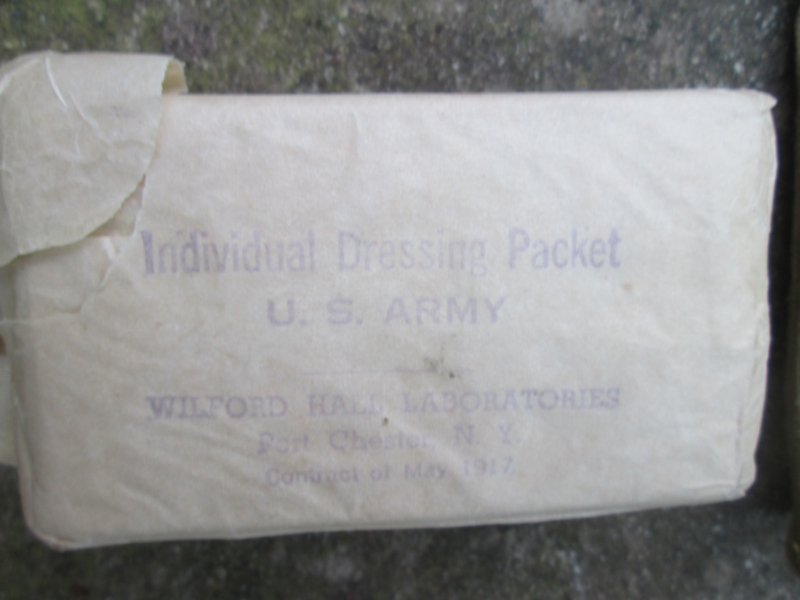 Individual Dressing Packet
U. S. ARMY
WILFORD HALL LABORATORIES
Port Chester, N. Y.
Contract of May 1917